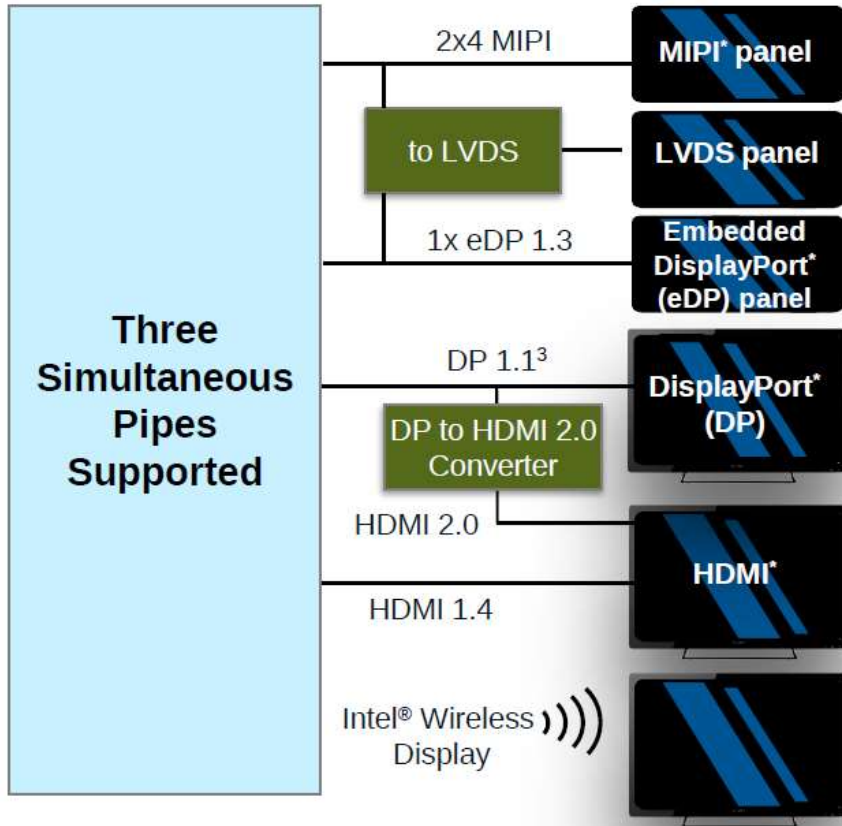 2x4 MIPI
MIPI* panel
to LVDS
LVDS panel
1x eDP 1.3
Embedded
DisplayPort*
(eDP) panel
Three
Simultaneous
Pipes
Supported
DP 1.1³
DisplayPort*
(DP)
DP to HDMI 2.0
Converter
HDMI 2.0
HDMI*
HDMI 1.4
Intel® Wireless
Display